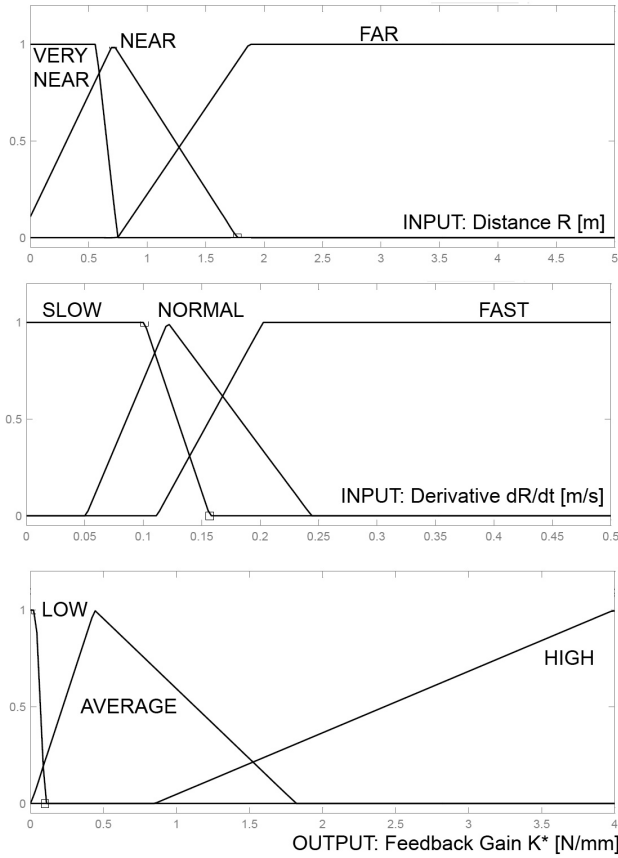 1
0.5
0
VERY
NEAR
NEAR
FAR
INPUT: Distance R [m]
0 0.5 1 1.5 2 2.5 3 3.5 4 4.5 5
1
0.5
0
SLOW
NORMAL
FAST
INPUT: Derivative dR/dt [m/s]
0 0.05 0.1 0.15 0.2 0.25 0.3 0.35 0.4 0.45 0.5
1
0.5
0
LOW
AVERAGE
HIGH
0 0.5 1 1.5 2 2.5 3 3.5 4
OUTPUT: Feedback Gain K* [N/mm]